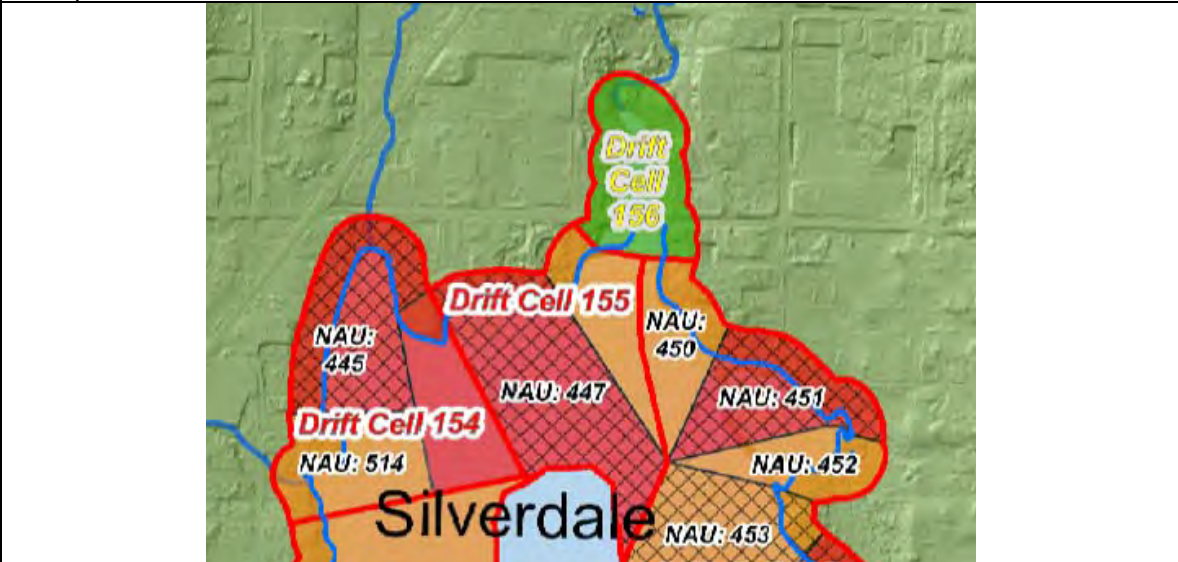 Drift
Cell
156
Drift Cell 155
NAU:
450
NAU:
445
NAU: 447
NAU: 451
Drift Cell 154
NAU: 514
NAU: 452
Silverdale
NAU: 453